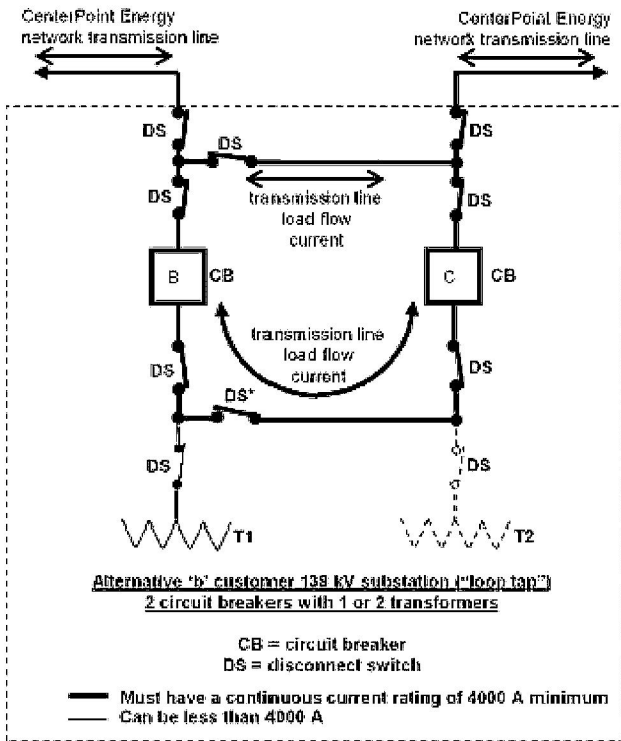 CenterPoint Energy
network transmission line
CenterPoint Energy
network transmission line
DS
DS
DS
DS
DS
transmission line
load flow
current
B
CB
C
CB
transmission line
load flow
current
DS
DS
DS*
DS
DS
T1
T2
Alternative 'b' customer 138 kV substation ("loop tap")
2 circuit breakers with 1 or 2 transformers
CB = circuit breaker
DS = disconnect switch
Must have a continuous current rating of 4000 A minimum
Can be less than 4000 A